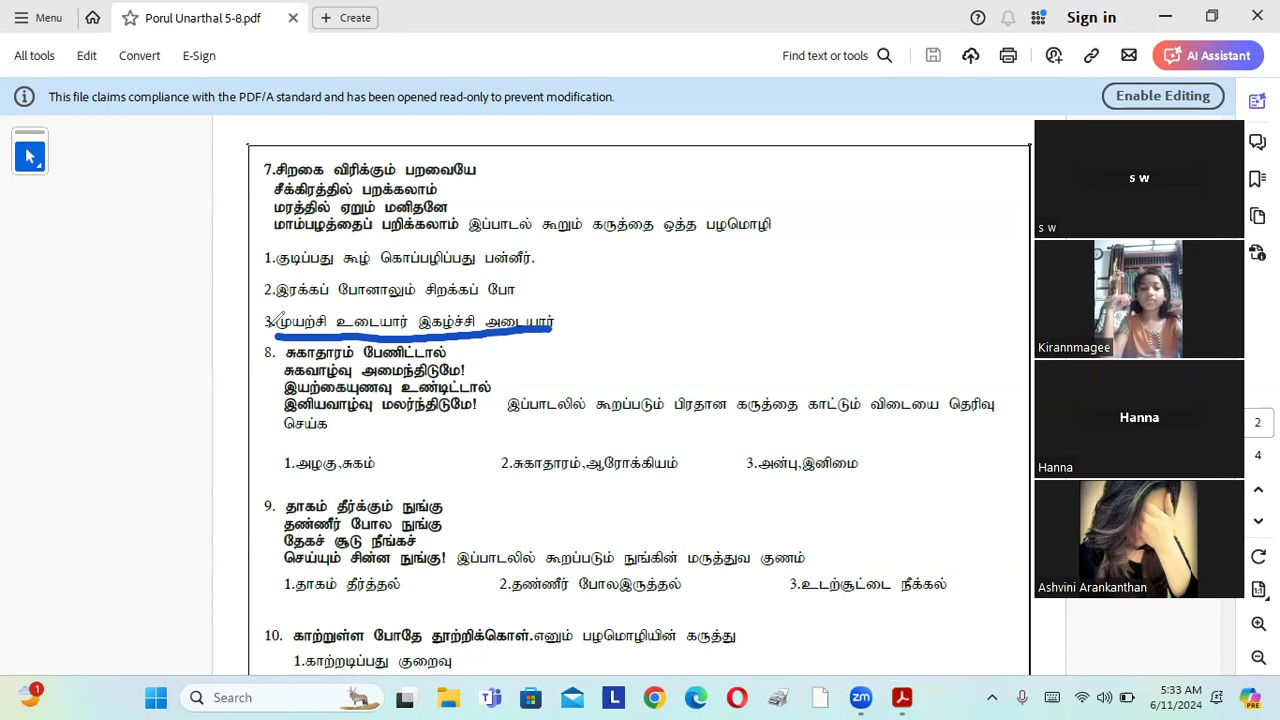 Menu
Porul Unarthal 5-8.pdf
Create
Sign in
All tools
Edit
Convert
E-Sign
Find text or tools
AI Assistant
This file claims compliance with the PDF/A standard and has been opened read-only to prevent modification.
Enable Editing
7.சிறகை விரிக்கும் பறவையே
சீக்கிரத்தில் பறக்கலாம்
மரத்தில் ஏறும் மனிதனே
மாம்பழத்தைப் பறிக்கலாம் இப்பாடல் கூறும் கருத்தை ஒத்த பழமொழி
1.குடிப்பது கூழ் கொப்பழிப்பது பன்னீர்.
2.இரக்கப் போனாலும் சிறக்கப் போ
3.முயற்சி உடையார் இகழ்ச்சி அடையார்
8. சுகாதாரம் பேணிட்டால்
சுகவாழ்வு அமைந்திடுமே!
இயற்கையுணவு உண்டிட்டால்
இனியவாழ்வு மலர்ந்திடுமே! இப்பாடலில் கூறப்படும் பிரதான கருத்தை காட்டும் விடையை தெரிவு
செய்க
1.அழகு,சுகம் 2.சுகாதாரம்,ஆரோக்கியம் 3.அன்பு,இனிமை
9. தாகம் தீர்க்கும் நுங்கு
தண்ணீர் போல நுங்கு
தேகச் சூடு நீங்கச்
செய்யும் சின்ன நுங்கு! இப்பாடலில் கூறப்படும் நுங்கின் மருத்துவ குணம்
1.தாகம் தீர்த்தல் 2.தண்ணீர் போலஇருத்தல் 3.உடற்சூட்டை நீக்கல்
10. காற்றுள்ள போதே தூற்றிக்கொள்.எனும் பழமொழியின் கருத்து
1.காற்றடிப்பது குறைவு
s w
s w
Kirannmagee
Hanna
Hanna
Ashvini Arankanthan
2
4
1
Search
5:33 AM
6/11/2024